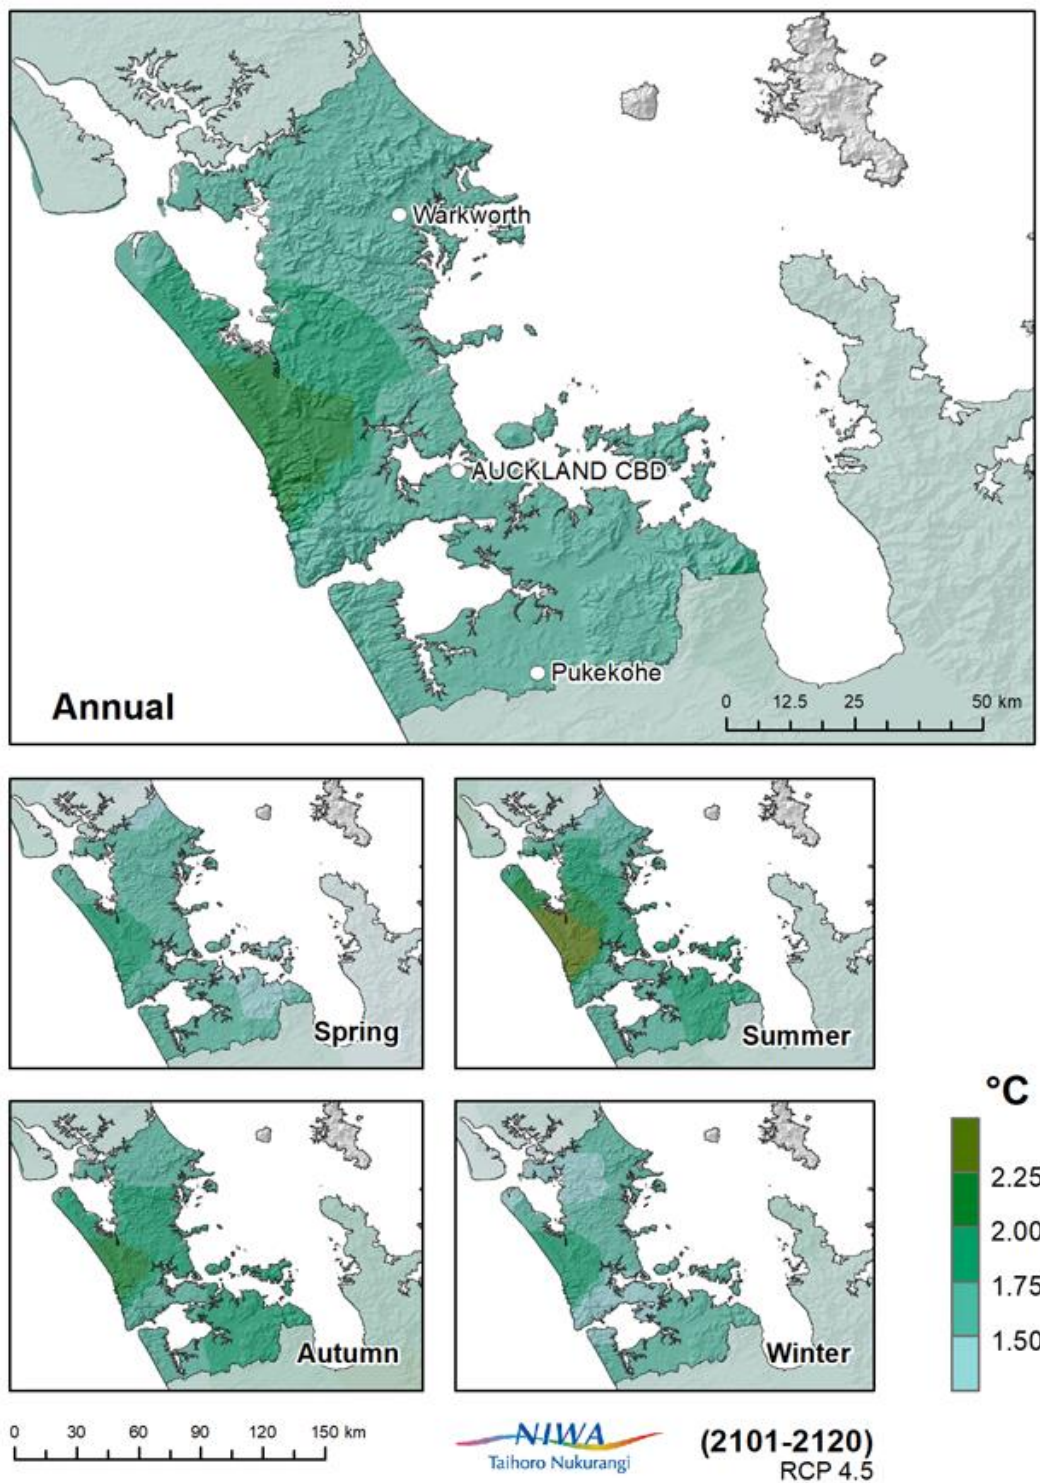 Warkworth
AUCKLAND CBD
Pukekohe
Annual
0 12.5 25 50 km
Spring
Summer
Autumn
Winter
°C
2.25
2.00
1.75
1.50
0 30 60 90 120 150 km
NIWA
Taihoro Nukurangi
(2101-2120)
RCP 4.5